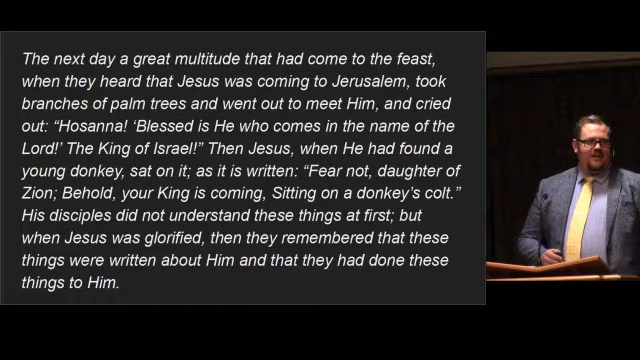 The next day a great multitude that had come to the feast,
when they heard that Jesus was coming to Jerusalem, took
branches of palm trees and went out to meet Him, and cried
out: “Hosanna! ‘Blessed is He who comes in the name of the
Lord!’ The King of Israel!” Then Jesus, when He had found a
young donkey, sat on it; as it is written: “Fear not, daughter of
Zion; Behold, your King is coming, Sitting on a donkey’s colt.”
His disciples did not understand these things at first; but
when Jesus was glorified, then they remembered that these
things were written about Him and that they had done these
things to Him.